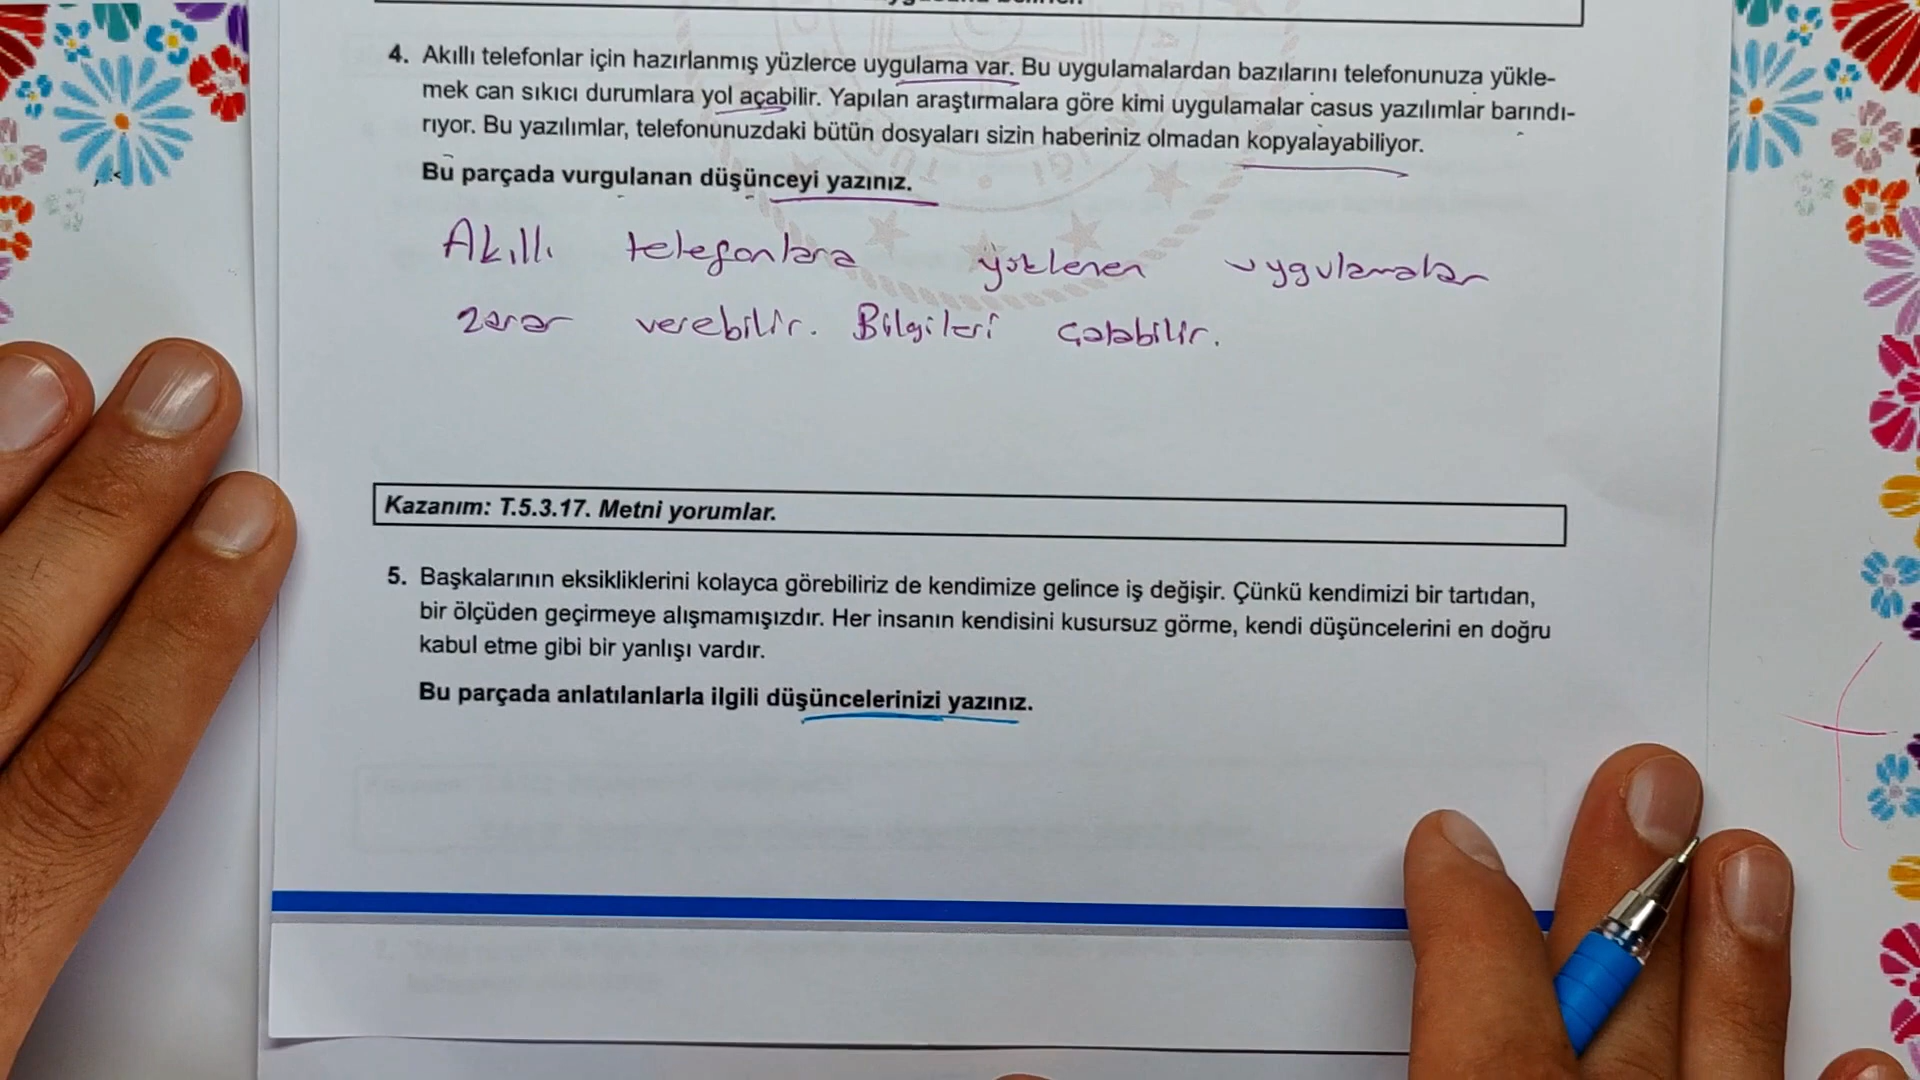 4. Akıllı telefonlar için hazırlanmış yüzlerce uygulama var. Bu uygulamalardan bazılarını telefonunuza yükle-
mek can sıkıcı durumlara yol açabilir. Yapılan araştırmalara göre kimi uygulamalar casus yazılımlar barındı-
rıyor. Bu yazılımlar, telefonunuzdaki bütün dosyaları sizin haberiniz olmadan kopyalayabiliyor.
Bu parçada vurgulanan düşünceyi yazınız.
Akıllı telefonlara yüklenen uygulamalar
zarar verebilir. Bilgileri çalabilir.
Kazanım: T.5.3.17. Metni yorumlar.
5. Başkalarının eksikliklerini kolayca görebiliriz de kendimize gelince iş değişir. Çünkü kendimizi bir tartıdan,
bir ölçüden geçirmeye alışmamışızdır. Her insanın kendisini kusursuz görme, kendi düşüncelerini en doğru
kabul etme gibi bir yanlışı vardır.
Bu parçada anlatılanlarla ilgili düşüncelerinizi yazınız.